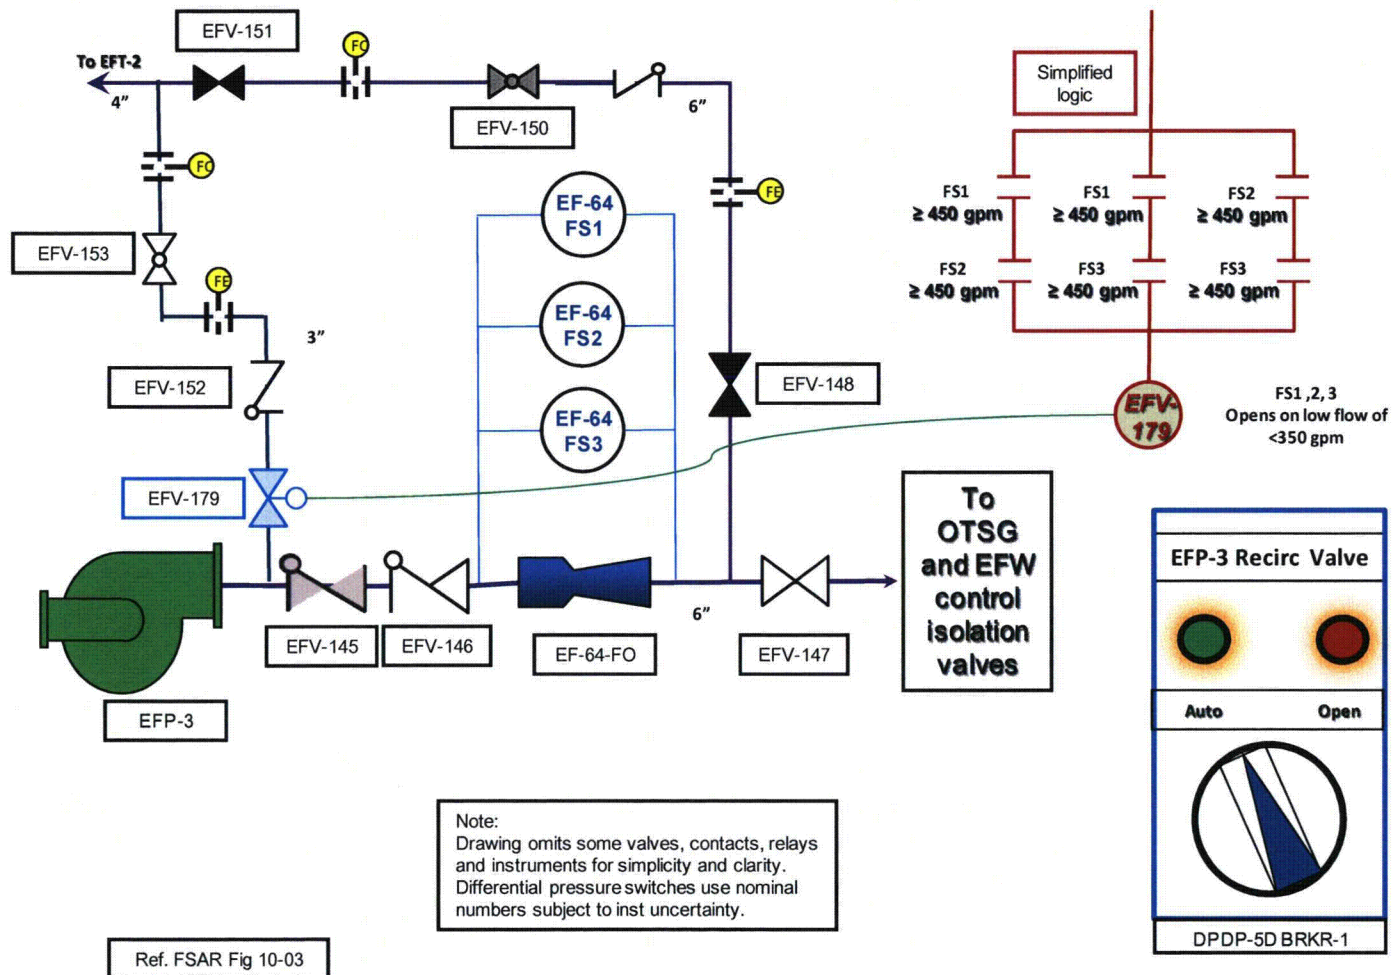 EFV-151
FO
To EFT-2
4”
EFV-150
6”
FO
FE
EFV-153
FE
3”
EFV-152
EFV-148
EF-64
FS1
EF-64
FS2
EF-64
FS3
EFV-179
EFV-145
EFV-146
EF-64-FO
6”
EFV-147
EFP-3
To
OTSG
and EFW
control
isolation
valves
Simplified
logic
FS1
≥ 450 gpm
FS1
≥ 450 gpm
FS2
≥ 450 gpm
FS2
≥ 450 gpm
FS3
≥ 450 gpm
FS3
≥ 450 gpm
EFV-
179
FS1 ,2, 3
Opens on low flow of
<350 gpm
EFP-3 Recirc Valve
Auto
Open
DPDP-5D BRKR-1
Note:
Drawing omits some valves, contacts, relays
and instruments for simplicity and clarity.
Differential pressure switches use nominal
numbers subject to inst uncertainty.
Ref. FSAR Fig 10-03